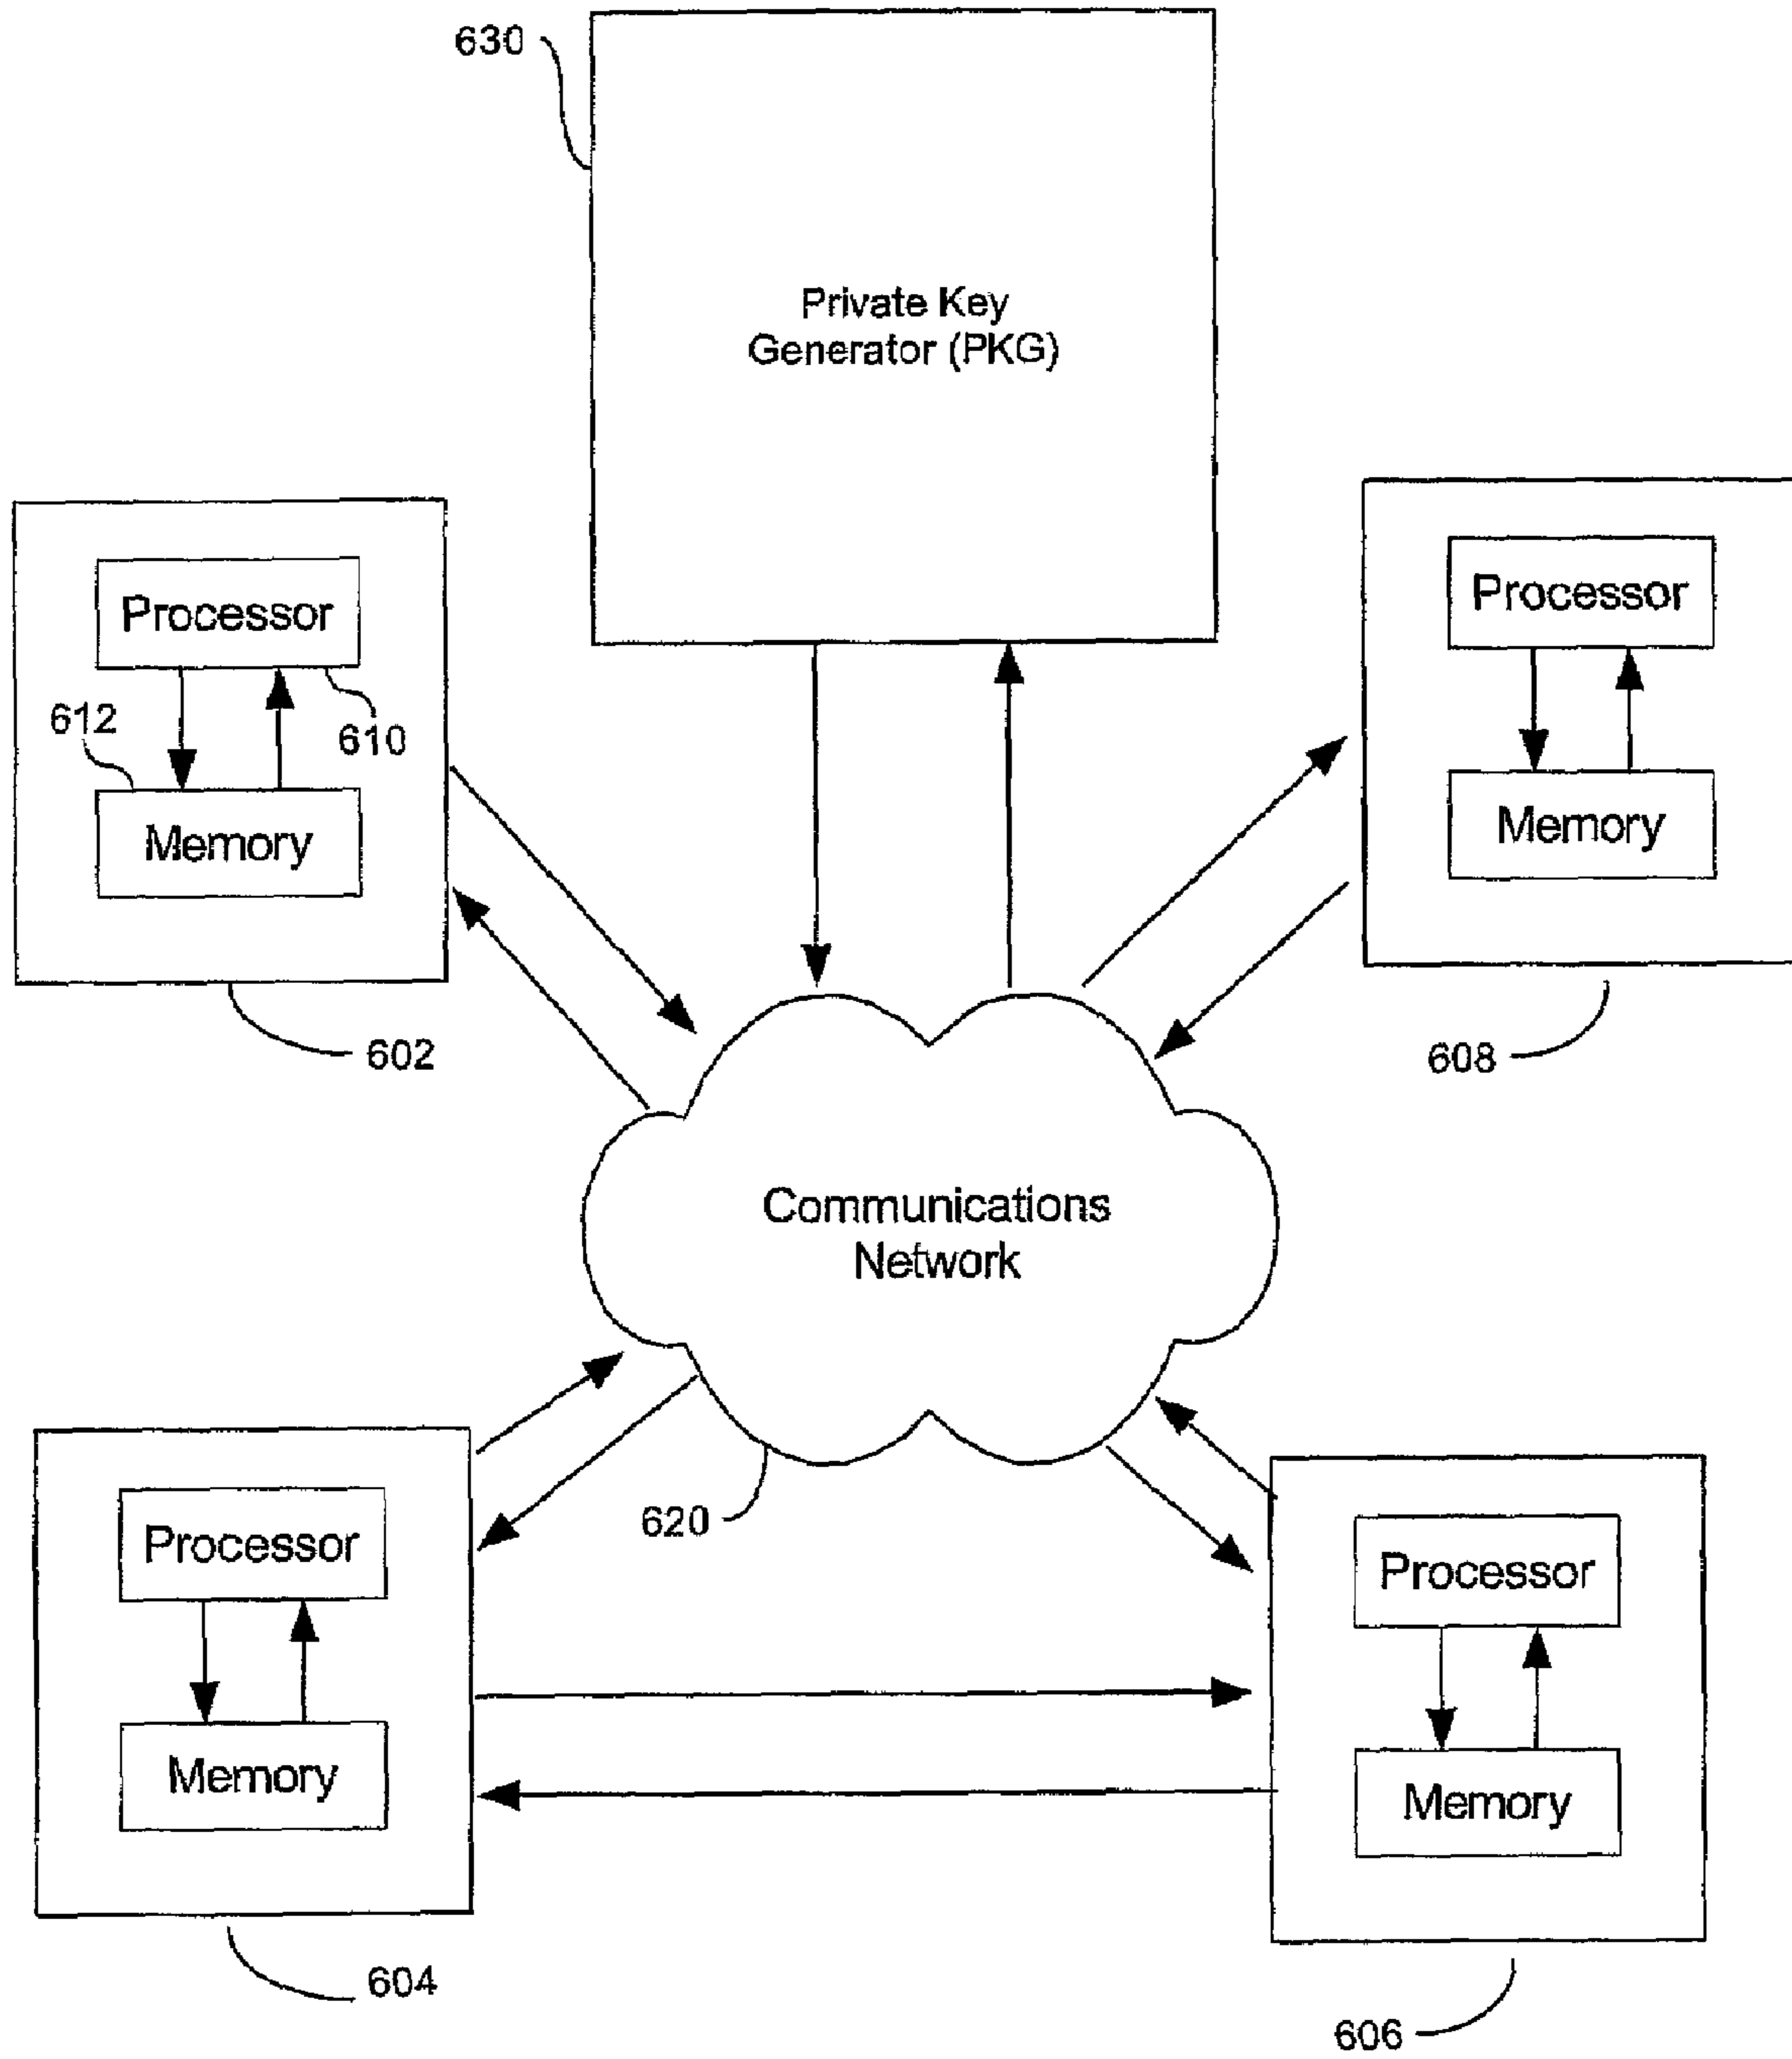 630
Private Key
Generator (PKG)
Processor
612
610
Memory
602
Processor
Memory
608
Communications
Network
620
Processor
Memory
604
Processor
Memory
606